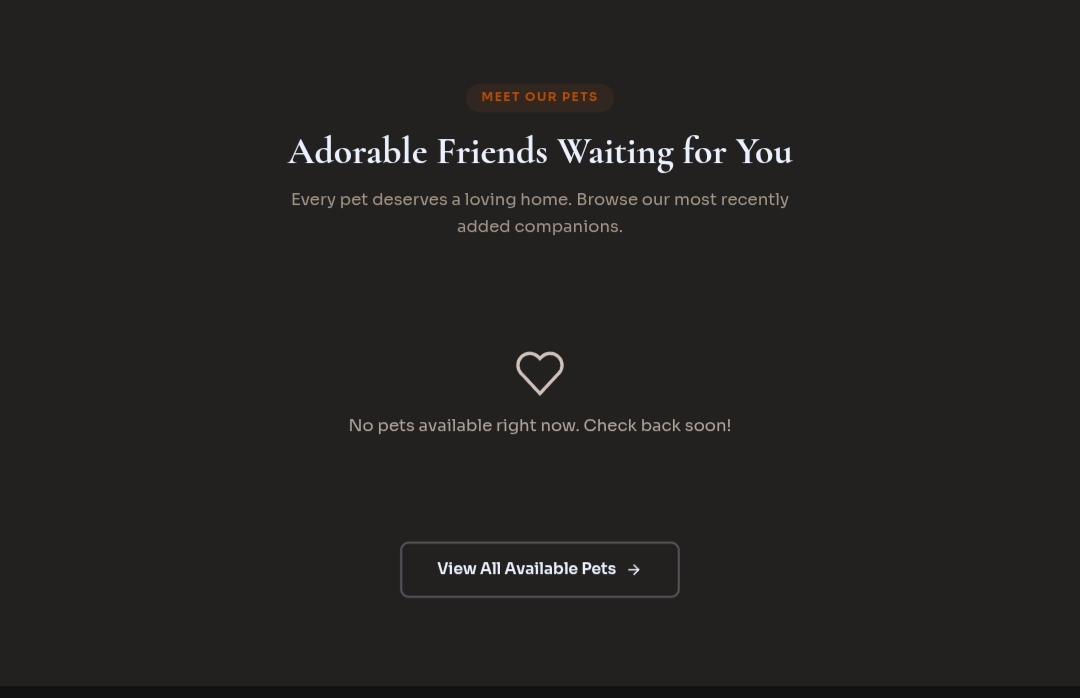 MEET OUR PETS
Adorable Friends Waiting for You
Every pet deserves a loving home. Browse our most recently
added companions.
No pets available right now. Check back soon!
View All Available Pets →